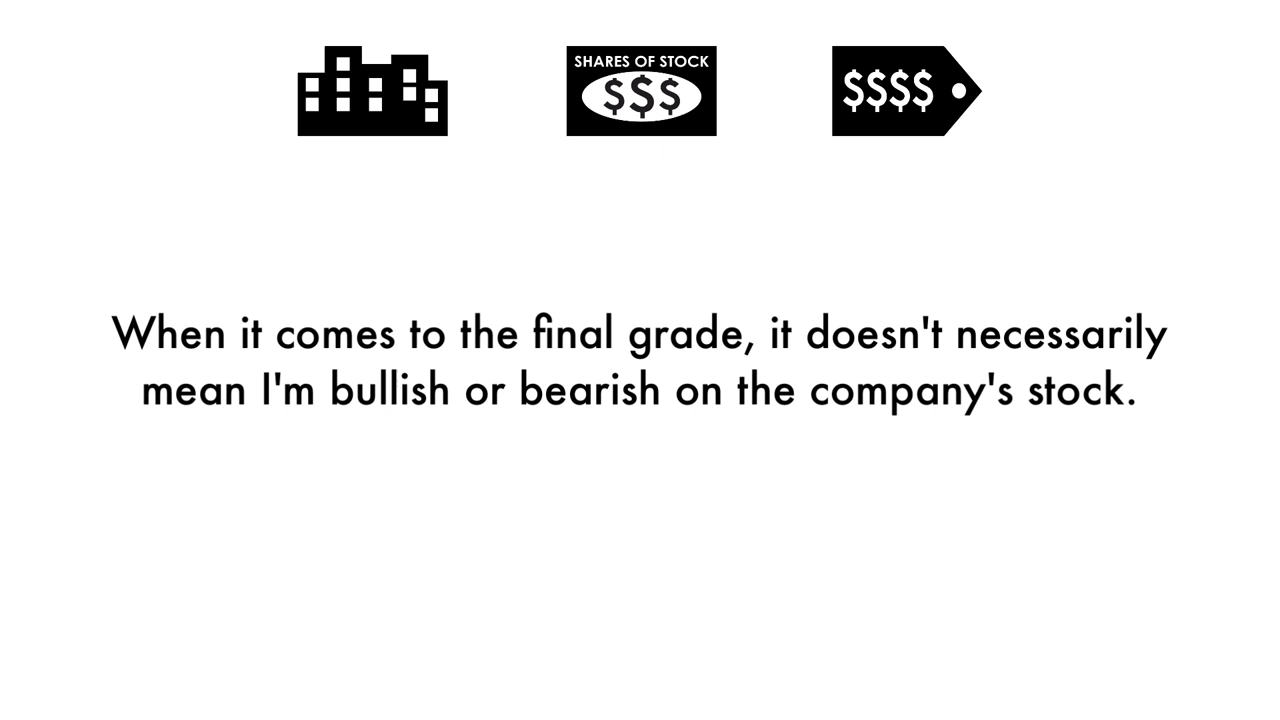 SHARES OF STOCK
$$$
$$$$
When it comes to the final grade, it doesn't necessarily
mean I'm bullish or bearish on the company's stock.